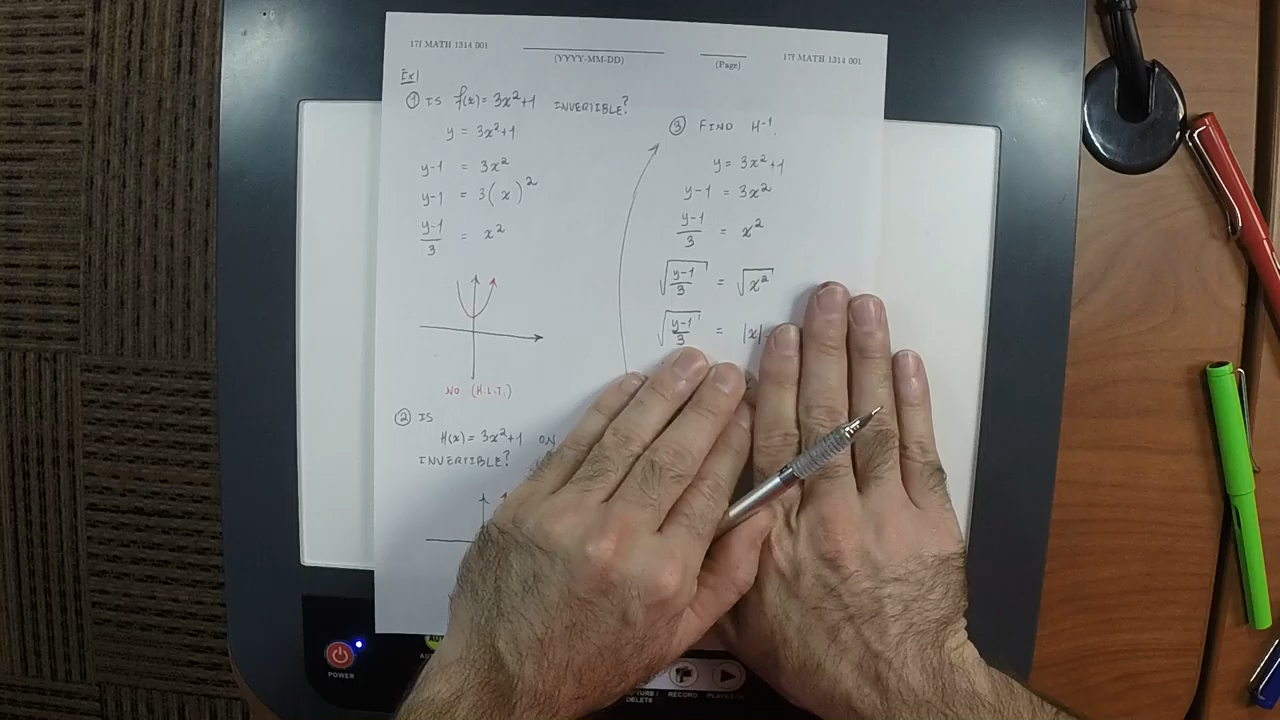 17f MATH 1314 001
(YYYY-MM-DD)
(Page)
17f MATH 1314 001
Ex1
① IS f(x) = 3x²+1 INVERTIBLE?
y = 3x²+1
y-1 = 3x²
y-1 = 3(x)²
y-1/3 = x²
NO (H.L.T.)
② IS
H(x) = 3x²+1 ON
INVERTIBLE?
③ FIND H⁻¹.
y = 3x²+1
y-1 = 3x²
y-1/3 = x²
√(y-1/3) = √x²
√(y-1/3) = |x|
POWER
RECORD
PLAYBACK
DELETE